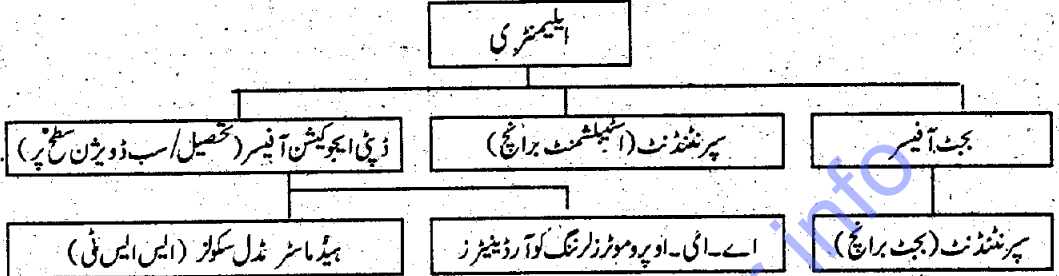 ایلیمنٹری
بجٹ آفیسر
سپرنٹنڈنٹ (اسٹیبلشمنٹ برانچ)
ڈپٹی ایجوکیشن آفیسر (تحصیل/سب ڈویژن سطح پر)
سپرنٹنڈنٹ (بجٹ برانچ)
اے۔ای۔او پروموٹرز لرننگ کوآرڈینیٹرز
ہیڈ ماسٹر مڈل سکولز (ایس ایس ٹی)
info